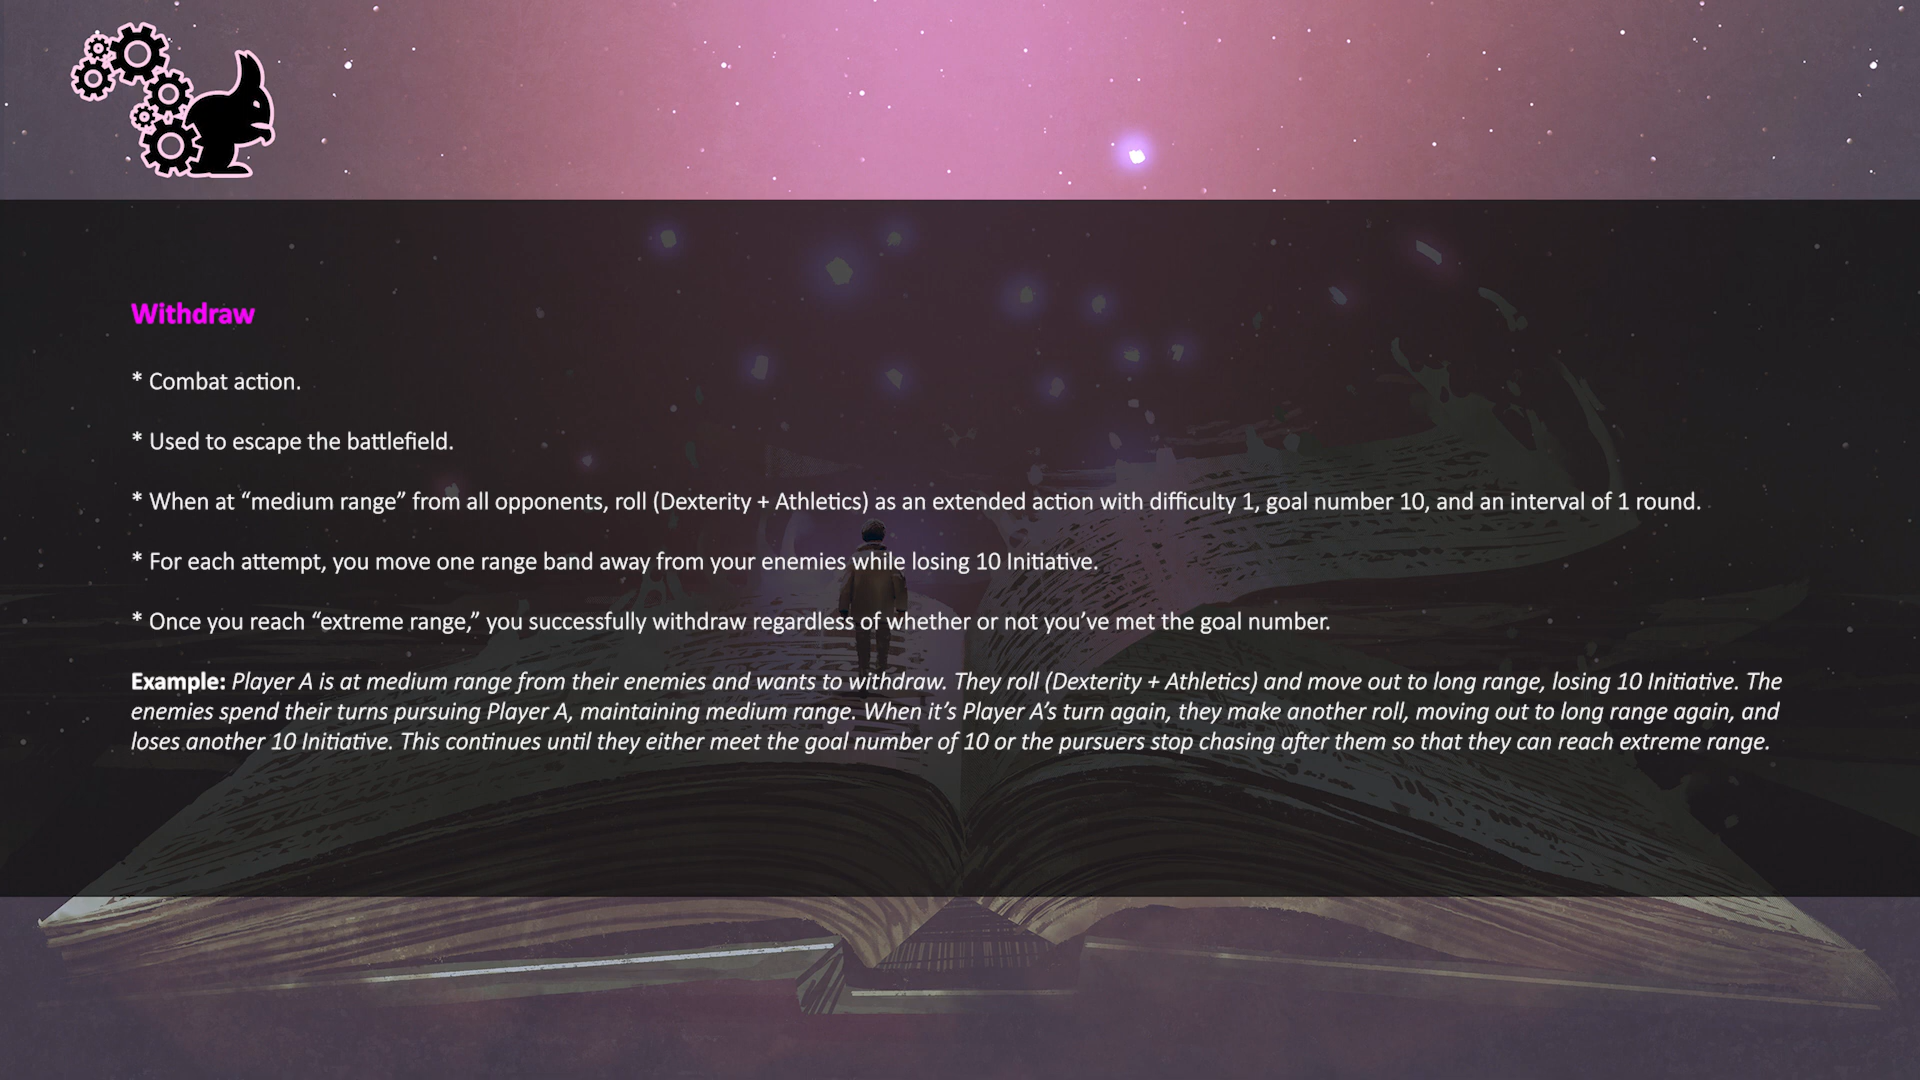 Withdraw
* Combat action.
* Used to escape the battlefield.
* When at “medium range” from all opponents, roll (Dexterity + Athletics) as an extended action with difficulty 1, goal number 10, and an interval of 1 round.
* For each attempt, you move one range band away from your enemies while losing 10 Initiative.
* Once you reach “extreme range,” you successfully withdraw regardless of whether or not you’ve met the goal number.
Example: Player A is at medium range from their enemies and wants to withdraw. They roll (Dexterity + Athletics) and move out to long range, losing 10 Initiative. The
enemies spend their turns pursuing Player A, maintaining medium range. When it’s Player A’s turn again, they make another roll, moving out to long range again, and
loses another 10 Initiative. This continues until they either meet the goal number of 10 or the pursuers stop chasing after them so that they can reach extreme range.